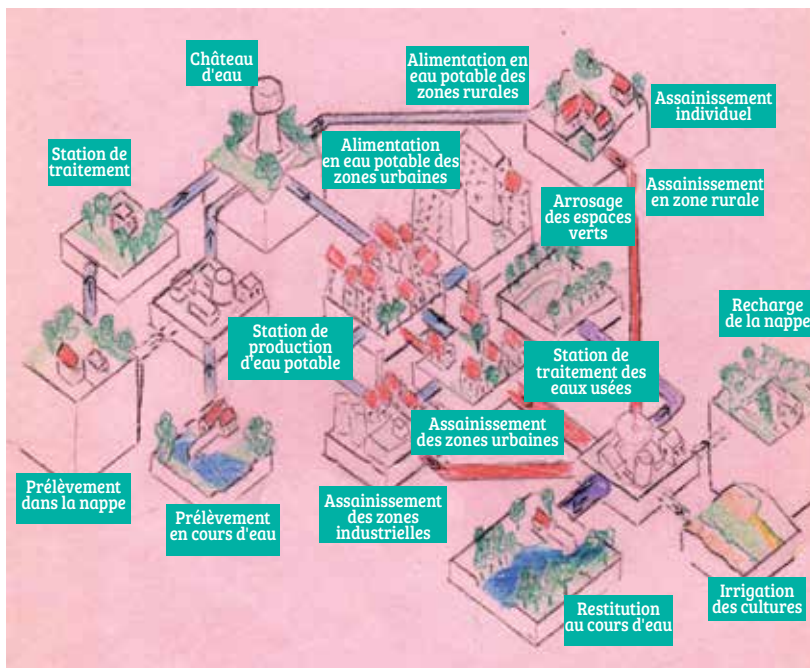 Château
d'eau
Alimentation en
eau potable des
zones rurales
Assainissement
individuel
Station de
traitement
Alimentation
en eau potable des
zones urbaines
Assainissement
en zone rurale
Arrosage
des espaces
verts
Recharge
de la nappe
Station de
production
d'eau potable
Station de
traitement des
eaux usées
Assainissement
des zones urbaines
Prélèvement
dans la nappe
Prélèvement
en cours d'eau
Assainissement
des zones
industrielles
Restitution
au cours d'eau
Irrigation
des cultures